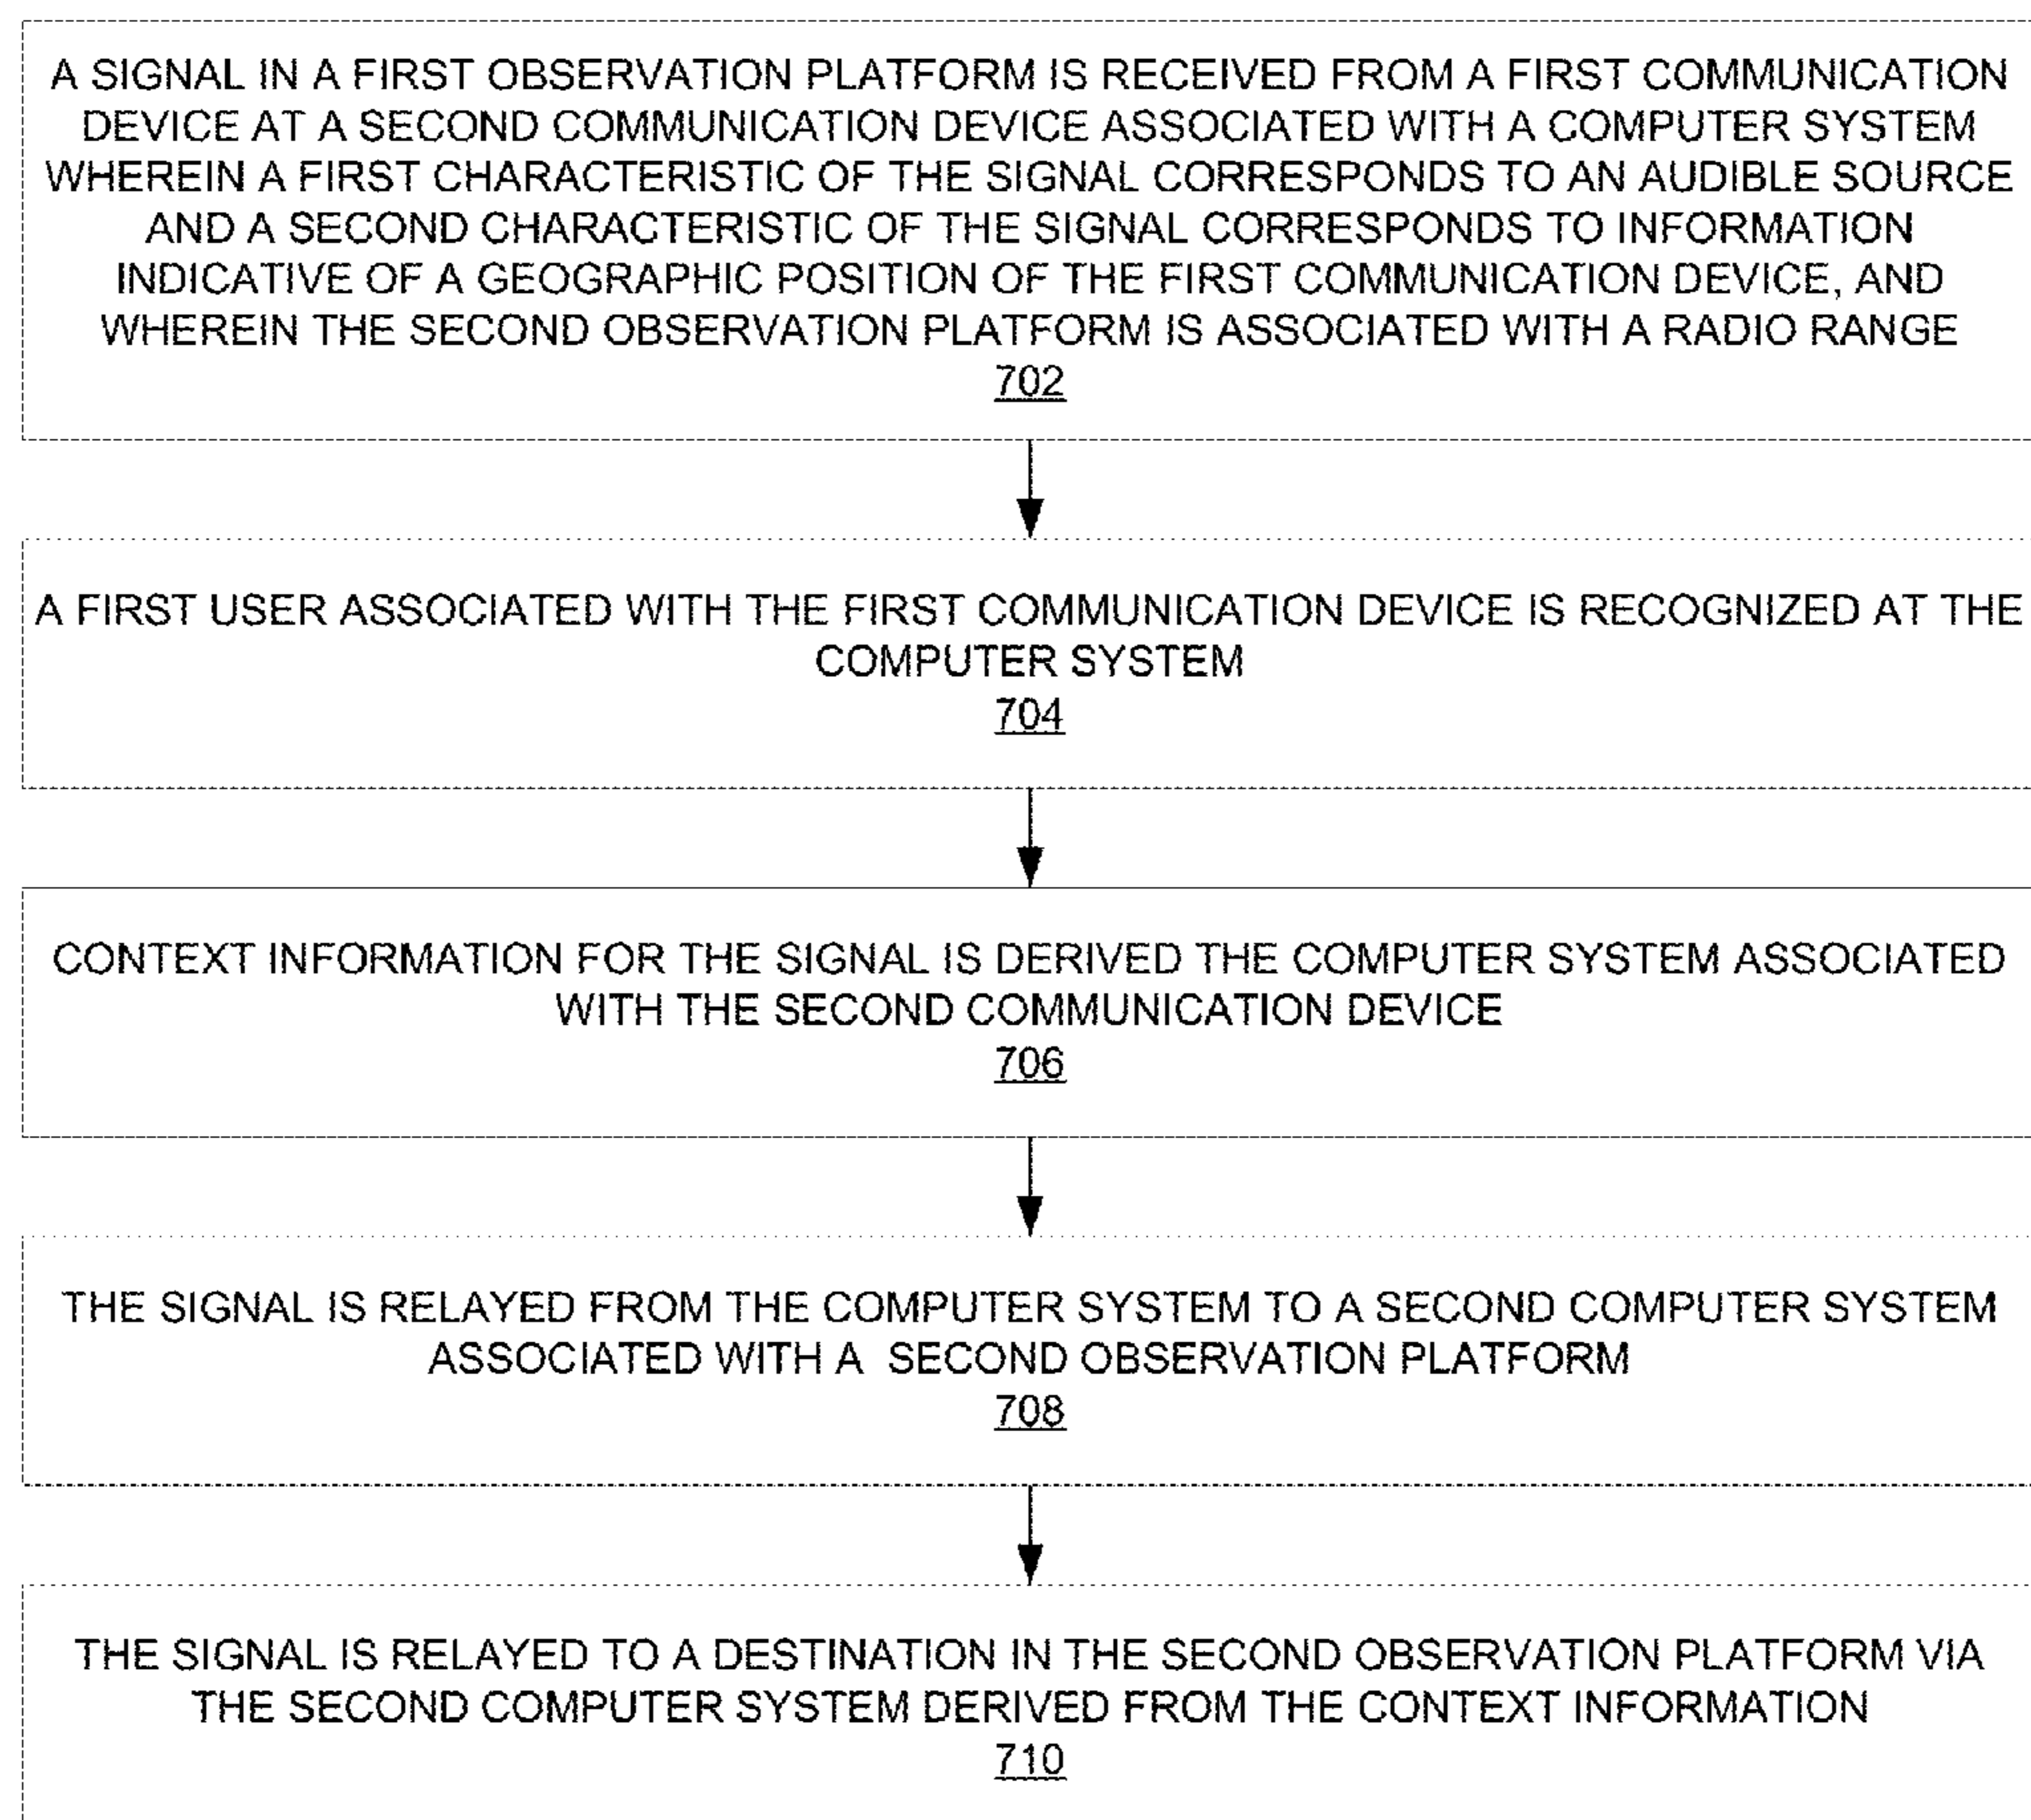 A SIGNAL IN A FIRST OBSERVATION PLATFORM IS RECEIVED FROM A FIRST COMMUNICATION
DEVICE AT A SECOND COMMUNICATION DEVICE ASSOCIATED WITH A COMPUTER SYSTEM
WHEREIN A FIRST CHARACTERISTIC OF THE SIGNAL CORRESPONDS TO AN AUDIBLE SOURCE
AND A SECOND CHARACTERISTIC OF THE SIGNAL CORRESPONDS TO INFORMATION
INDICATIVE OF A GEOGRAPHIC POSITION OF THE FIRST COMMUNICATION DEVICE, AND
WHEREIN THE SECOND OBSERVATION PLATFORM IS ASSOCIATED WITH A RADIO RANGE
702
A FIRST USER ASSOCIATED WITH THE FIRST COMMUNICATION DEVICE IS RECOGNIZED AT THE
COMPUTER SYSTEM
704
CONTEXT INFORMATION FOR THE SIGNAL IS DERIVED THE COMPUTER SYSTEM ASSOCIATED
WITH THE SECOND COMMUNICATION DEVICE
706
THE SIGNAL IS RELAYED FROM THE COMPUTER SYSTEM TO A SECOND COMPUTER SYSTEM
ASSOCIATED WITH A SECOND OBSERVATION PLATFORM
708
THE SIGNAL IS RELAYED TO A DESTINATION IN THE SECOND OBSERVATION PLATFORM VIA
THE SECOND COMPUTER SYSTEM DERIVED FROM THE CONTEXT INFORMATION
710